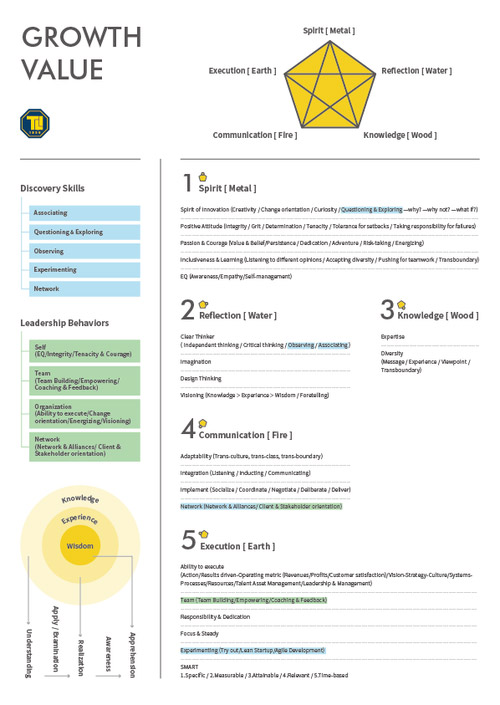 GROWTH
VALUE
Spirit [ Metal ]
Execution [ Earth ]
Reflection [ Water ]
Communication [ Fire ]
Knowledge [ Wood ]
Discovery Skills
Associating
Questioning & Exploring
Observing
Experimenting
Network
Leadership Behaviors
Self
(EQ/Integrity/Tenacity & Courage)
Team
(Team Building/Empowering/
Coaching & Feedback)
Organization
(Ability to execute/Change
orientation/Energizing/Visioning)
Network
(Network & Alliances/ Client &
Stakeholder orientation)
Knowledge
Experience
Wisdom
Understanding
Apply / Examination
Realization
Awareness
Apprehension
1 Spirit [ Metal ]
Spirit of Innovation (Creativity / Change orientation / Curiosity / Questioning & Exploring —why? —why not? —what if?)
Positive Attitude (Integrity / Grit / Determination / Tenacity / Tolerance for setbacks / Taking responsibility for failures)
Passion & Courage (Value & Belief/Persistence / Dedication / Adventure / Risk-taking / Energizing)
Inclusiveness & Learning (Listening to different opinions / Accepting diversity / Pushing for teamwork / Transboundary)
EQ (Awareness/Empathy/Self-management)
2 Reflection [ Water ]
Clear Thinker
( Independent thinking / Critical thinking / Observing / Associating )
Imagination
Design Thinking
Visioning (Knowledge > Experience > Wisdom / Foretelling)
3 Knowledge [ Wood ]
Expertise
Diversity
(Message / Experience / Viewpoint /
Transboundary)
4 Communication [ Fire ]
Adaptability (Trans-culture, trans-class, trans-boundary)
Integration (Listening / Inducting / Communicating)
Implement (Socialize / Coordinate / Negotiate / Deliberate / Deliver)
Network (Network & Alliances/ Client & Stakeholder orientation)
5 Execution [ Earth ]
Ability to execute
(Action/Results driven-Operating metric (Revenues/Profits/Customer satisfaction)/Vision-Strategy-Culture/Systems-
Processes/Resources/Talent Assessment/Leadership & Management)
Team (Team Building/Empowering/Coaching & Feedback)
Responsibility & Dedication
Focus & Steady
Experimenting (Try out/Lean Startup/Agile Development)
SMART
1.Specific / 2.Measurable / 3.Attainable / 4.Relevant / 5.Time-based